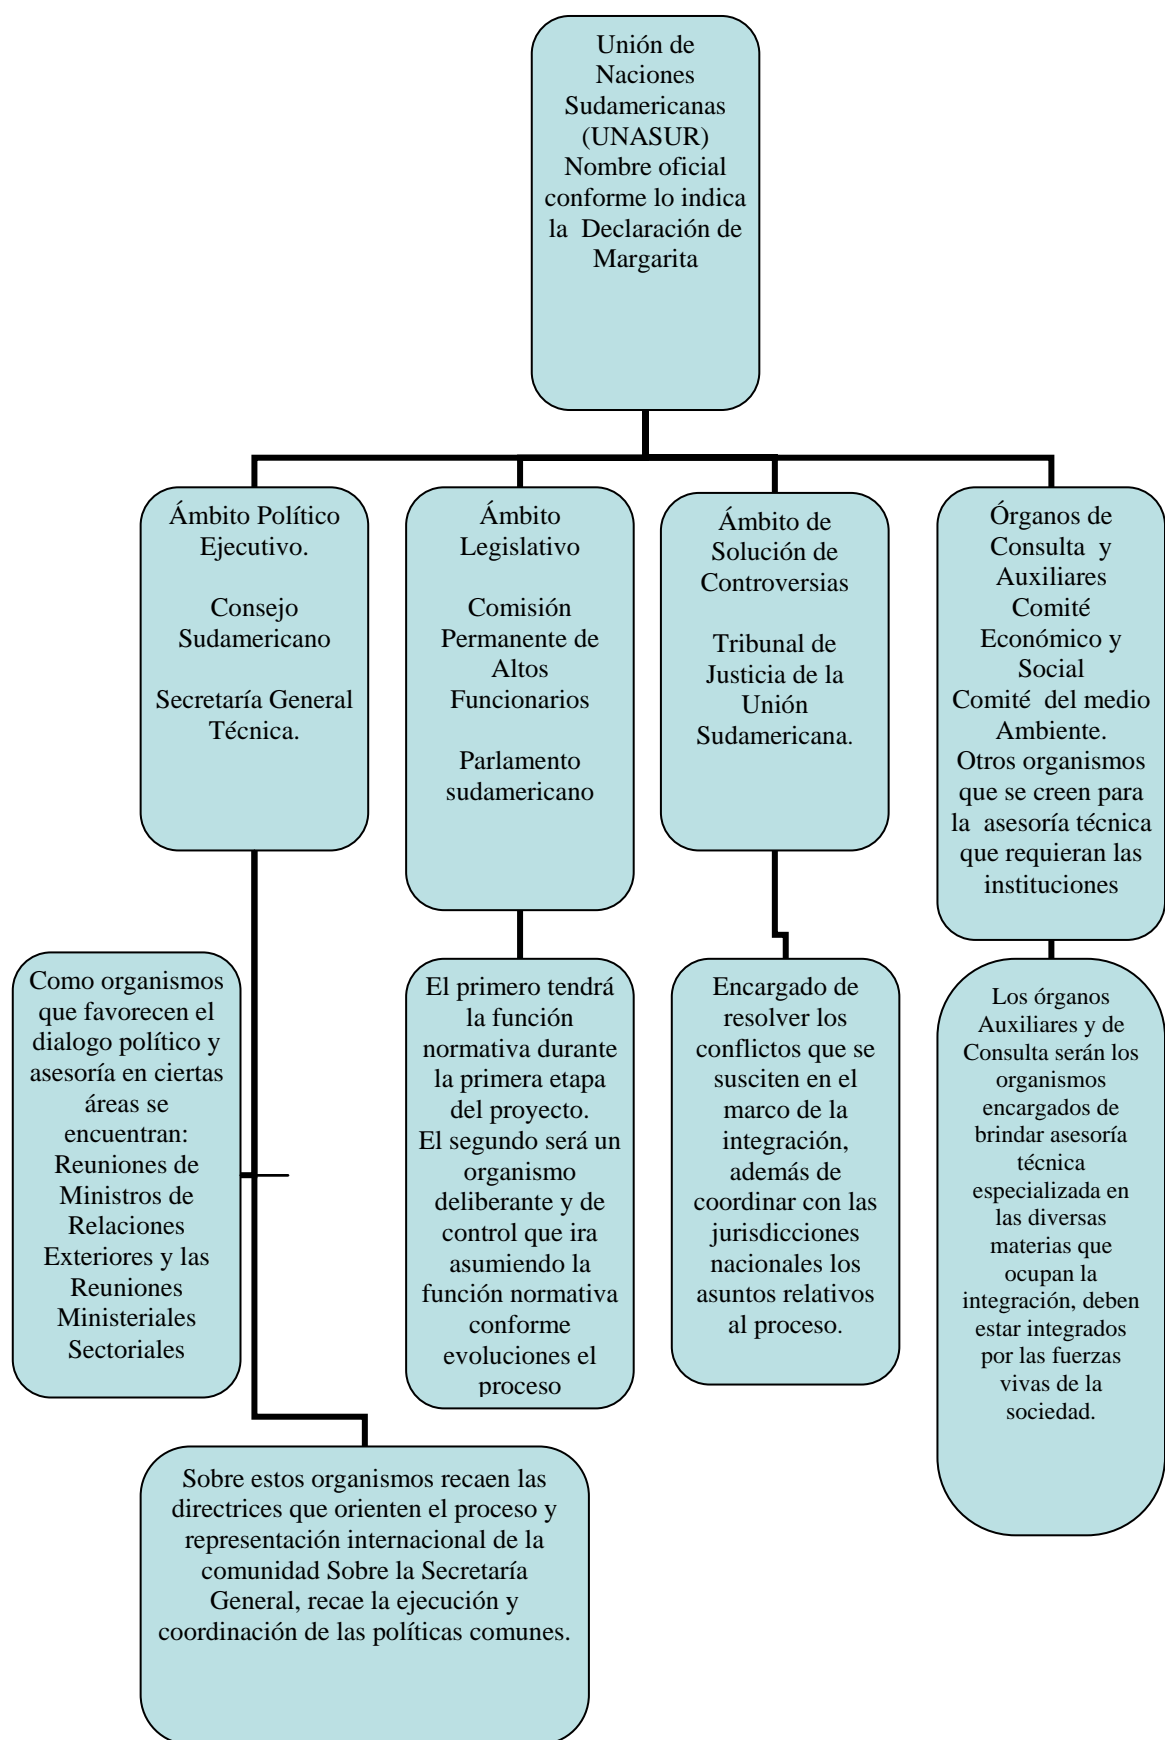 Unión de
Naciones
Sudamericanas
(UNASUR)
Nombre oficial
conforme lo indica
la Declaración de
Margarita
Ámbito Político
Ejecutivo.
Consejo
Sudamericano
Secretaría General
Técnica.
Ámbito
Legislativo
Comisión
Permanente de
Altos
Funcionarios
Parlamento
sudamericano
Ámbito de
Solución de
Controversias
Tribunal de
Justicia de la
Unión
Sudamericana.
Órganos de
Consulta y
Auxiliares
Comité
Económico y
Social
Comité del medio
Ambiente.
Otros organismos
que se creen para
la asesoría técnica
que requieran las
instituciones
Como organismos
que favorecen el
dialogo político y
asesoría en ciertas
áreas se
encuentran:
Reuniones de
Ministros de
Relaciones
Exteriores y las
Reuniones
Ministeriales
Sectoriales
El primero tendrá
la función
normativa durante
la primera etapa
del proyecto.
El segundo será un
organismo
deliberante y de
control que ira
asumiendo la
función normativa
conforme
evoluciones el
proceso
Encargado de
resolver los
conflictos que se
susciten en el
marco de la
integración,
además de
coordinar con las
jurisdicciones
nacionales los
asuntos relativos
al proceso.
Los órganos
Auxiliares y de
Consulta serán los
organismos
encargados de
brindar asesoría
técnica
especializada en
las diversas
materias que
ocupan la
integración, deben
estar integrados
por las fuerzas
vivas de la
sociedad.
Sobre estos organismos recaen las
directrices que orienten el proceso y
representación internacional de la
comunidad Sobre la Secretaría
General, recae la ejecución y
coordinación de las políticas comunes.